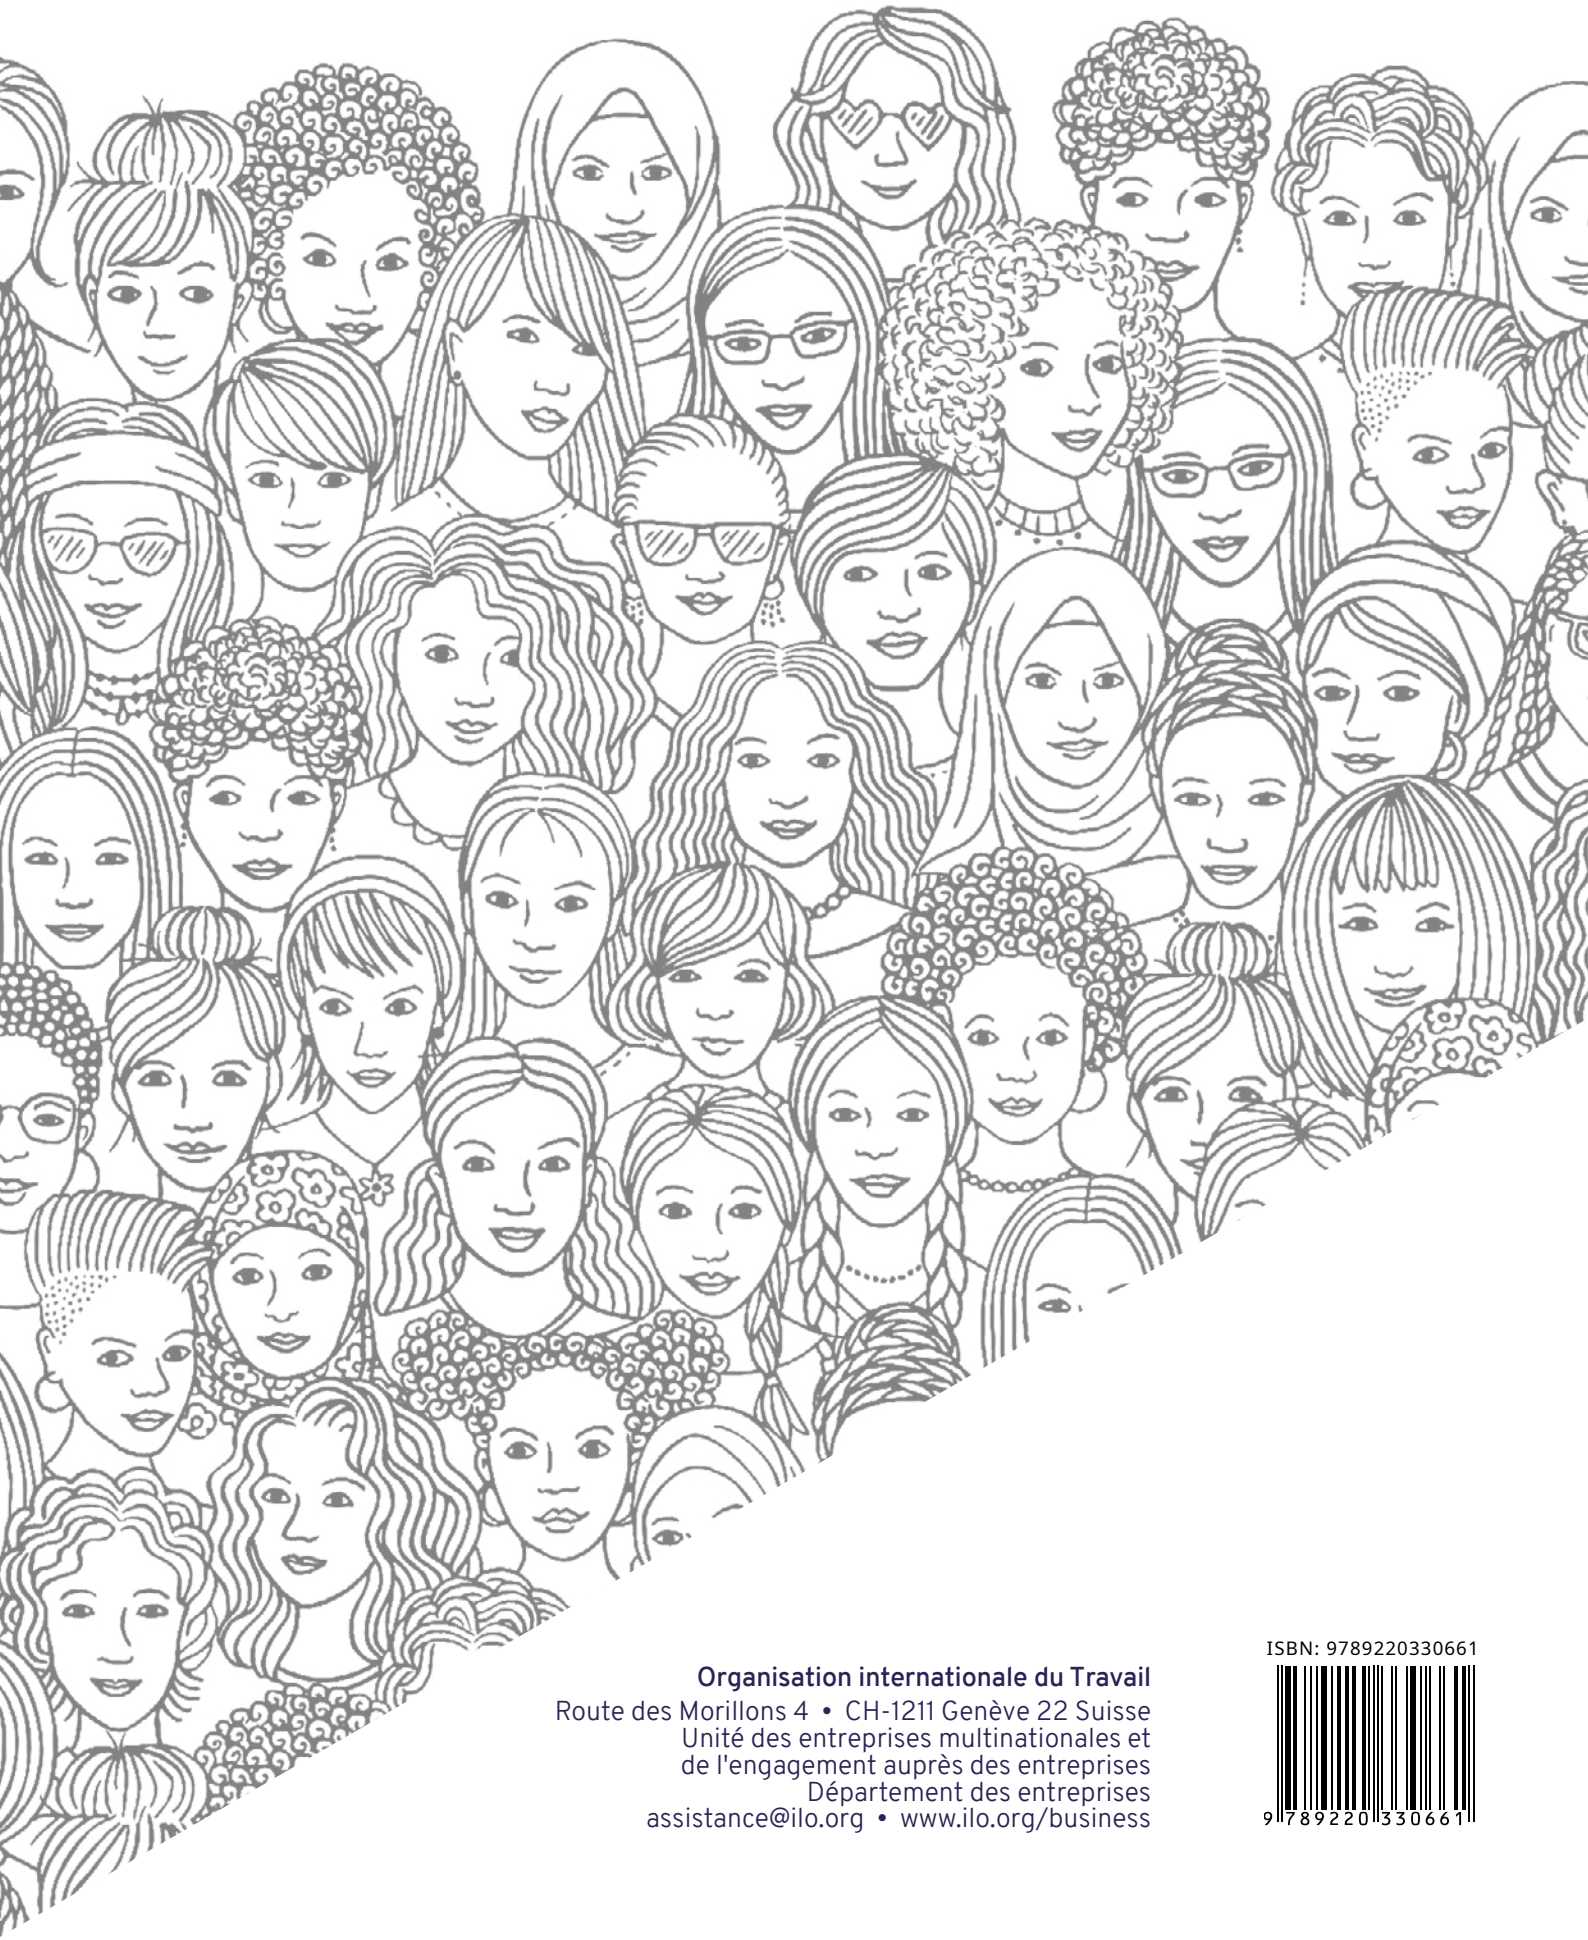 Organisation internationale du Travail
Route des Morillons 4 • CH-1211 Genève 22 Suisse
Unité des entreprises multinationales et
de l'engagement auprès des entreprises
Département des entreprises
assistance@ilo.org • www.ilo.org/business
ISBN: 9789220330661
9 789220 330661